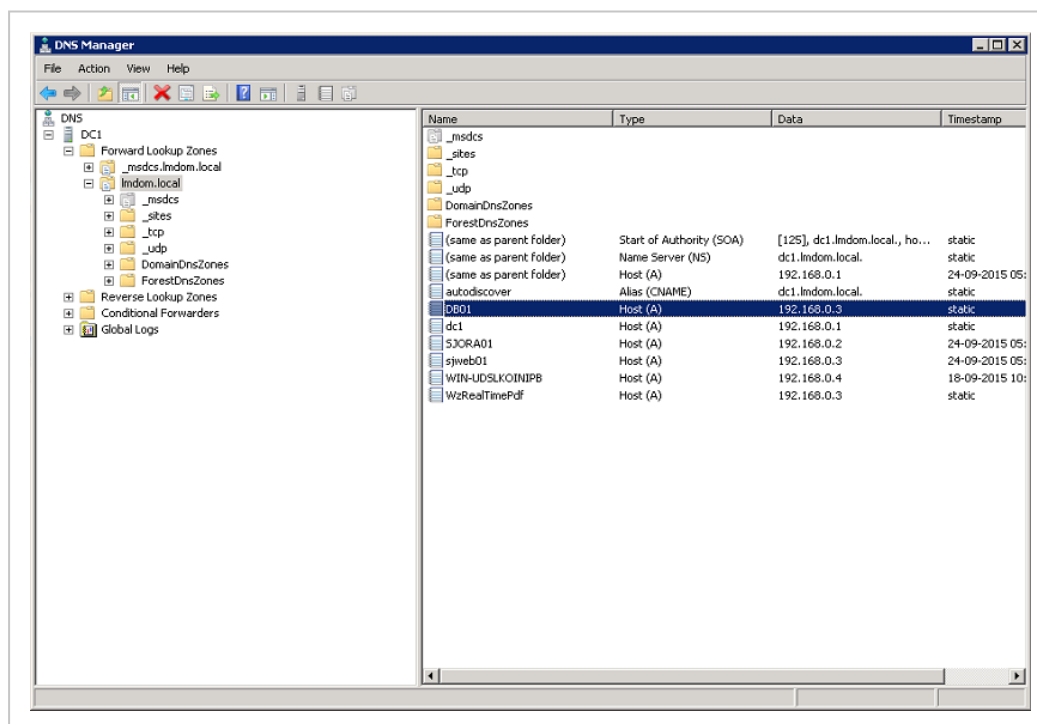 DNS Manager
File Action View Help
DNS
DC1
Forward Lookup Zones
_msdcs.lmdom.local
lmdom.local
_msdcs
_sites
_tcp
_udp
DomainDnsZones
ForestDnsZones
Reverse Lookup Zones
Conditional Forwarders
Global Logs
Name Type Data Timestamp
_msdcs
_sites
_tcp
_udp
DomainDnsZones
ForestDnsZones
(same as parent folder) Start of Authority (SOA) [125], dc1.lmdom.local., ho... static
(same as parent folder) Name Server (NS) dc1.lmdom.local. static
(same as parent folder) Host (A) 192.168.0.1 24-09-2015 05:
autodiscover Alias (CNAME) dc1.lmdom.local. static
DB01 Host (A) 192.168.0.3 static
dc1 Host (A) 192.168.0.1 static
SJORA01 Host (A) 192.168.0.2 24-09-2015 05:
sjweb01 Host (A) 192.168.0.3 24-09-2015 05:
WIN-UDSLKOINIPB Host (A) 192.168.0.4 18-09-2015 10:
WzRealTimePdf Host (A) 192.168.0.3 static